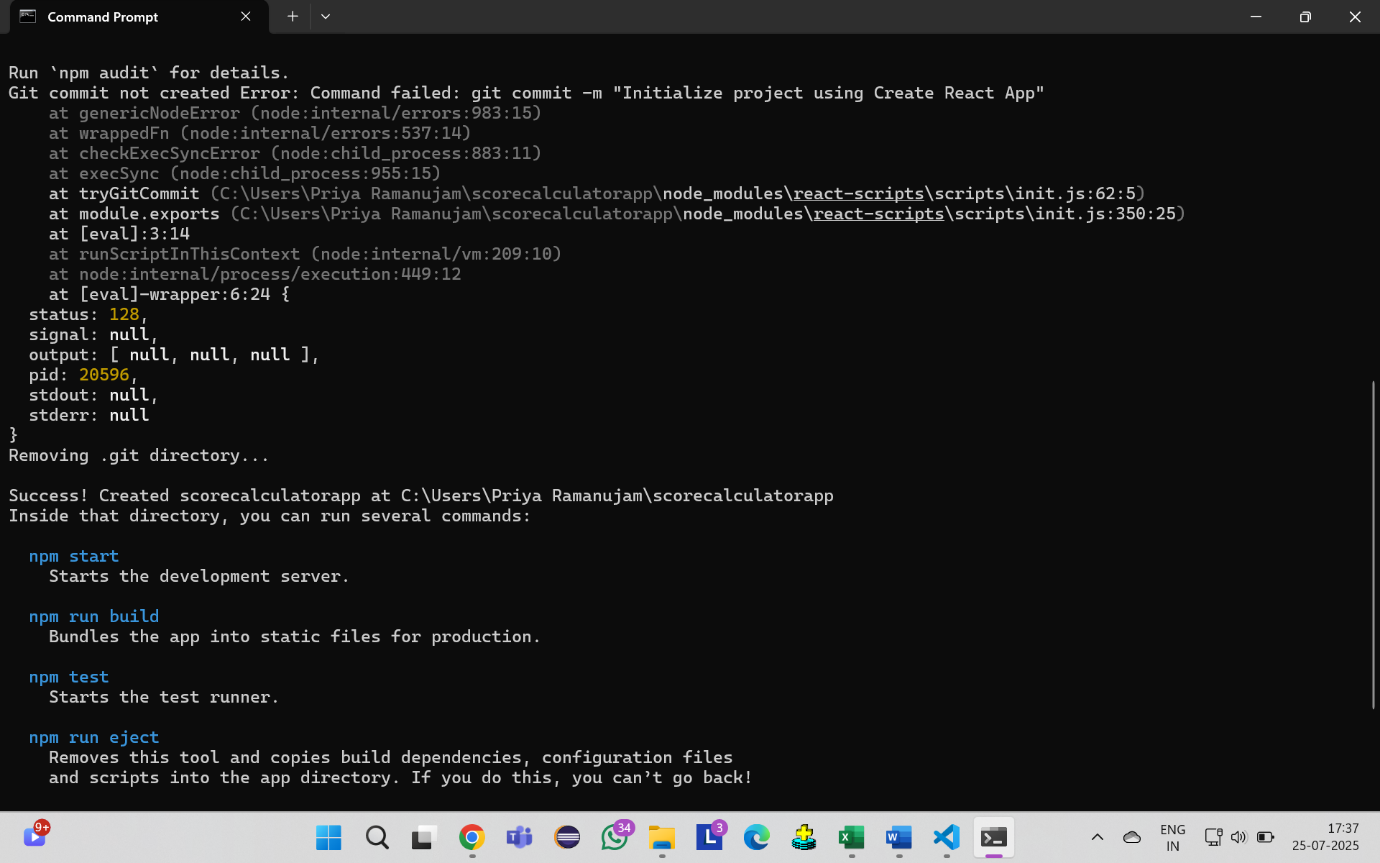 Command Prompt
Run `npm audit` for details.
Git commit not created Error: Command failed: git commit -m "Initialize project using Create React App"
at genericNodeError (node:internal/errors:983:15)
at wrappedFn (node:internal/errors:537:14)
at checkExecSyncError (node:child_process:883:11)
at execSync (node:child_process:955:15)
at tryGitCommit (C:\Users\Priya Ramanujam\scorecalculatorapp\node_modules\react-scripts\scripts\init.js:62:5)
at module.exports (C:\Users\Priya Ramanujam\scorecalculatorapp\node_modules\react-scripts\scripts\init.js:350:25)
at [eval]:3:14
at runScriptInThisContext (node:internal/vm:209:10)
at node:internal/process/execution:449:12
at [eval]-wrapper:6:24 {
status: 128,
signal: null,
output: [ null, null, null ],
pid: 20596,
stdout: null,
stderr: null
}
Removing .git directory...
Success! Created scorecalculatorapp at C:\Users\Priya Ramanujam\scorecalculatorapp
Inside that directory, you can run several commands:
npm start
Starts the development server.
npm run build
Bundles the app into static files for production.
npm test
Starts the test runner.
npm run eject
Removes this tool and copies build dependencies, configuration files
and scripts into the app directory. If you do this, you can't go back!
9+
34
3
ENG
IN
17:37
25-07-2025